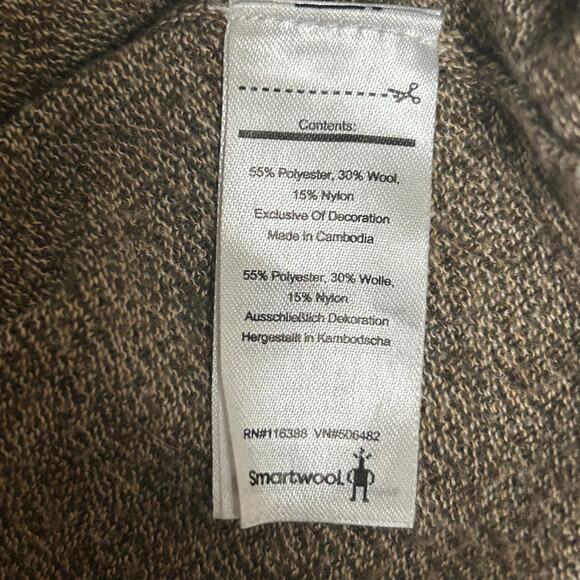 Contents:
55% Polyester, 30% Wool,
15% Nylon
Exclusive Of Decoration
Made in Cambodia
55% Polyester, 30% Wolle,
15% Nylon
Ausschließlich Dekoration
Hergestellt in Kambodscha
RN#116388 VN#506482
Smartwool